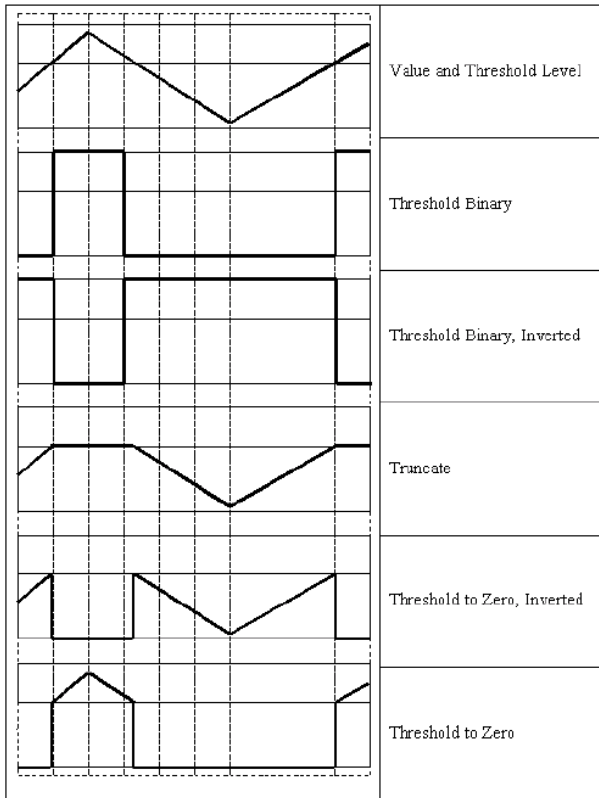 Value and Threshold Level
Threshold Binary
Threshold Binary, Inverted
Truncate
Threshold to Zero, Inverted
Threshold to Zero